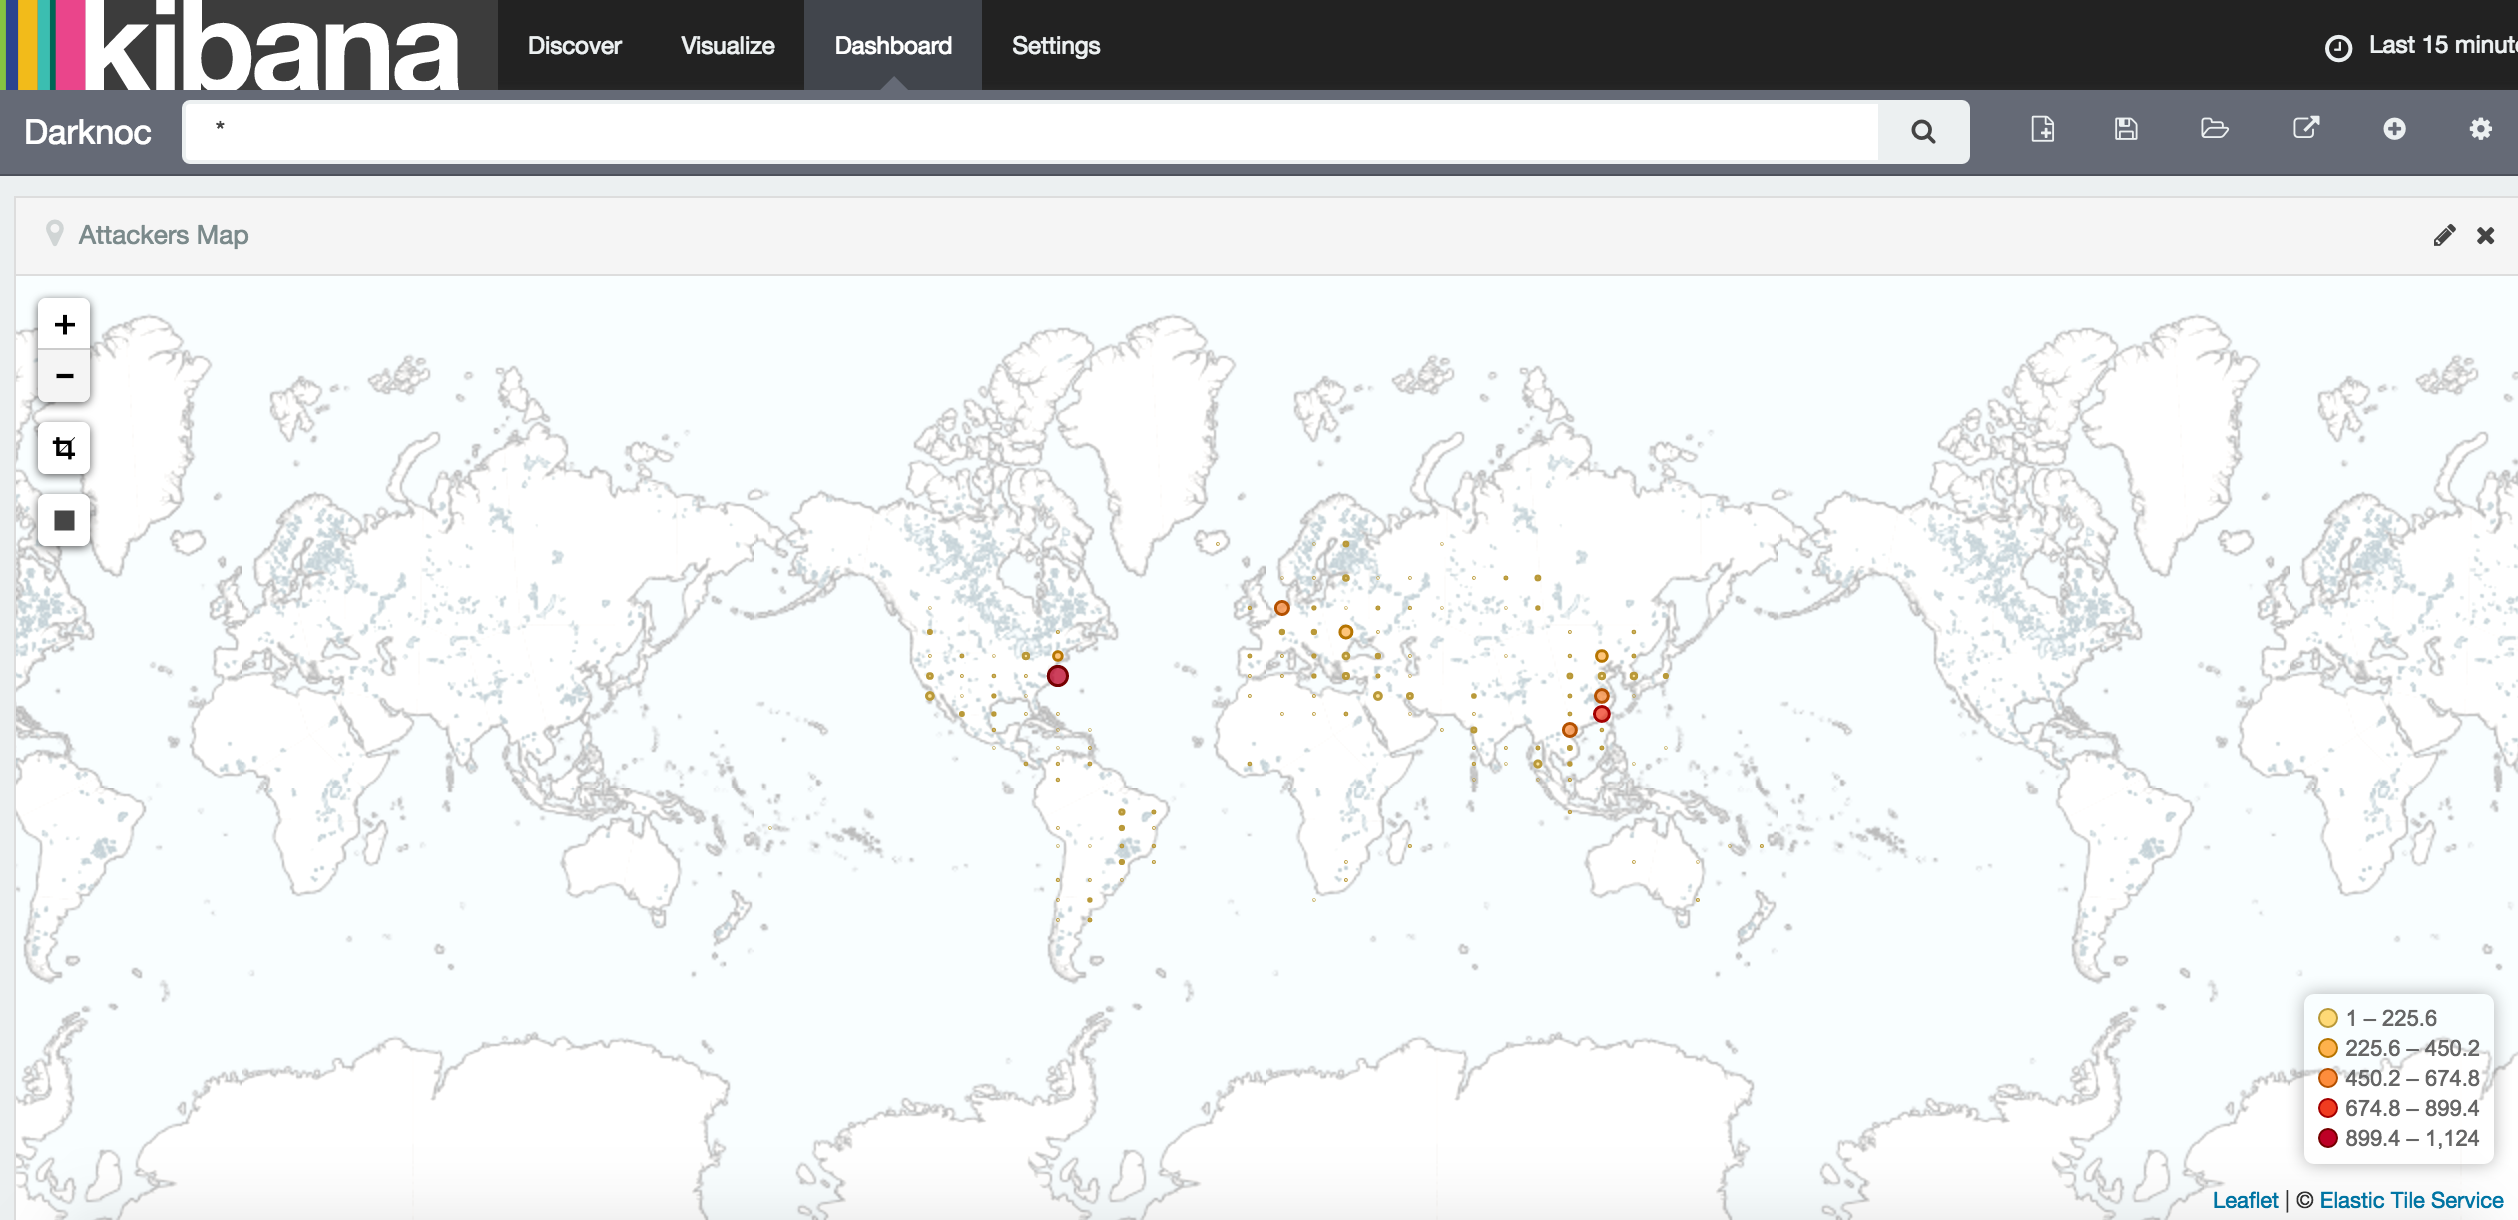 kibana
Discover Visualize Dashboard Settings Last 15 minut
Darknoc *
Attackers Map
+
−
1 – 225.6
225.6 – 450.2
450.2 – 674.8
674.8 – 899.4
899.4 – 1,124
Leaflet | © Elastic Tile Service